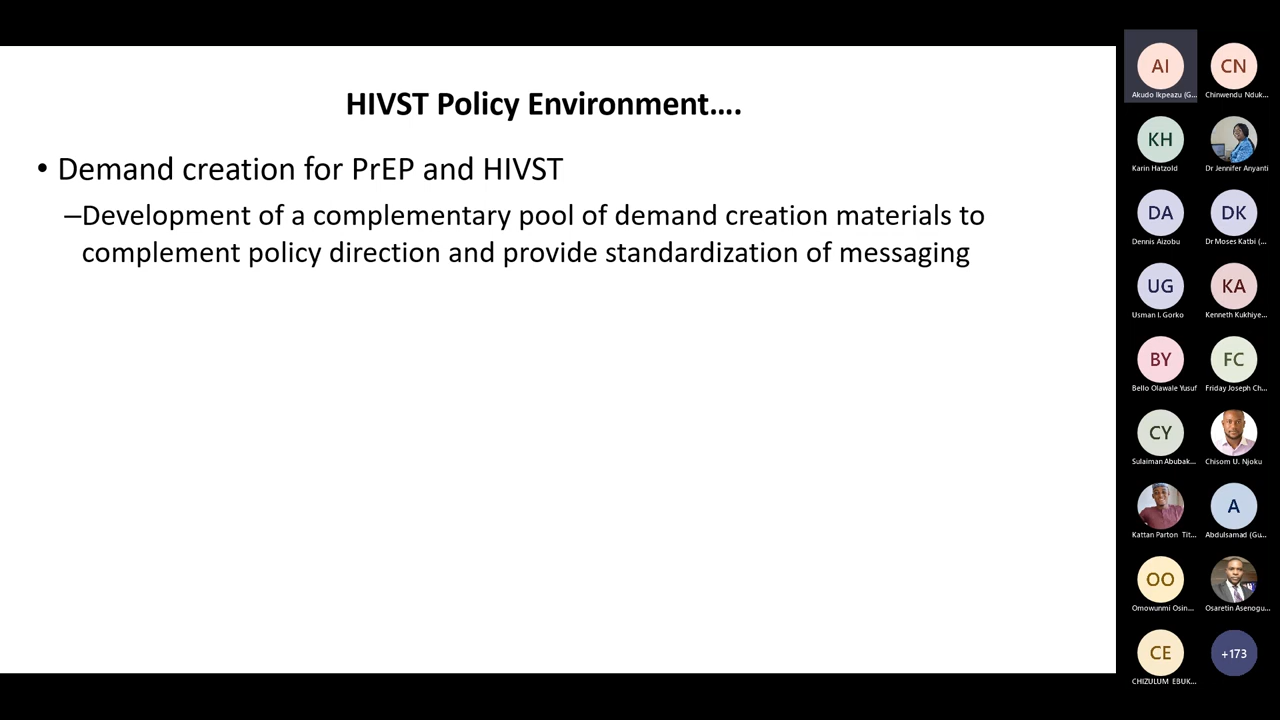 HIVST Policy Environment....
• Demand creation for PrEP and HIVST
–Development of a complementary pool of demand creation materials to
complement policy direction and provide standardization of messaging
AI
CN
Akudo Ikpeazu (G...
Chinwendu Nduk...
KH
Karin Hatzold
Dr Jennifer Anyanti
DA
DK
Dennis Aizobu
Dr Moses Katbi (...
UG
KA
Usman I. Gorko
Kenneth Kukhiye...
BY
FC
Bello Olawale Yusuf
Friday Joseph Ch...
CY
Sulaiman Abubak...
Chisom U. Njoku
A
Kattan Parton Tit...
Abdulsamad (Gu...
OO
Omowunmi Osin...
Osaretin Asenogu...
CE
+173
CHIZULUM EBUK...